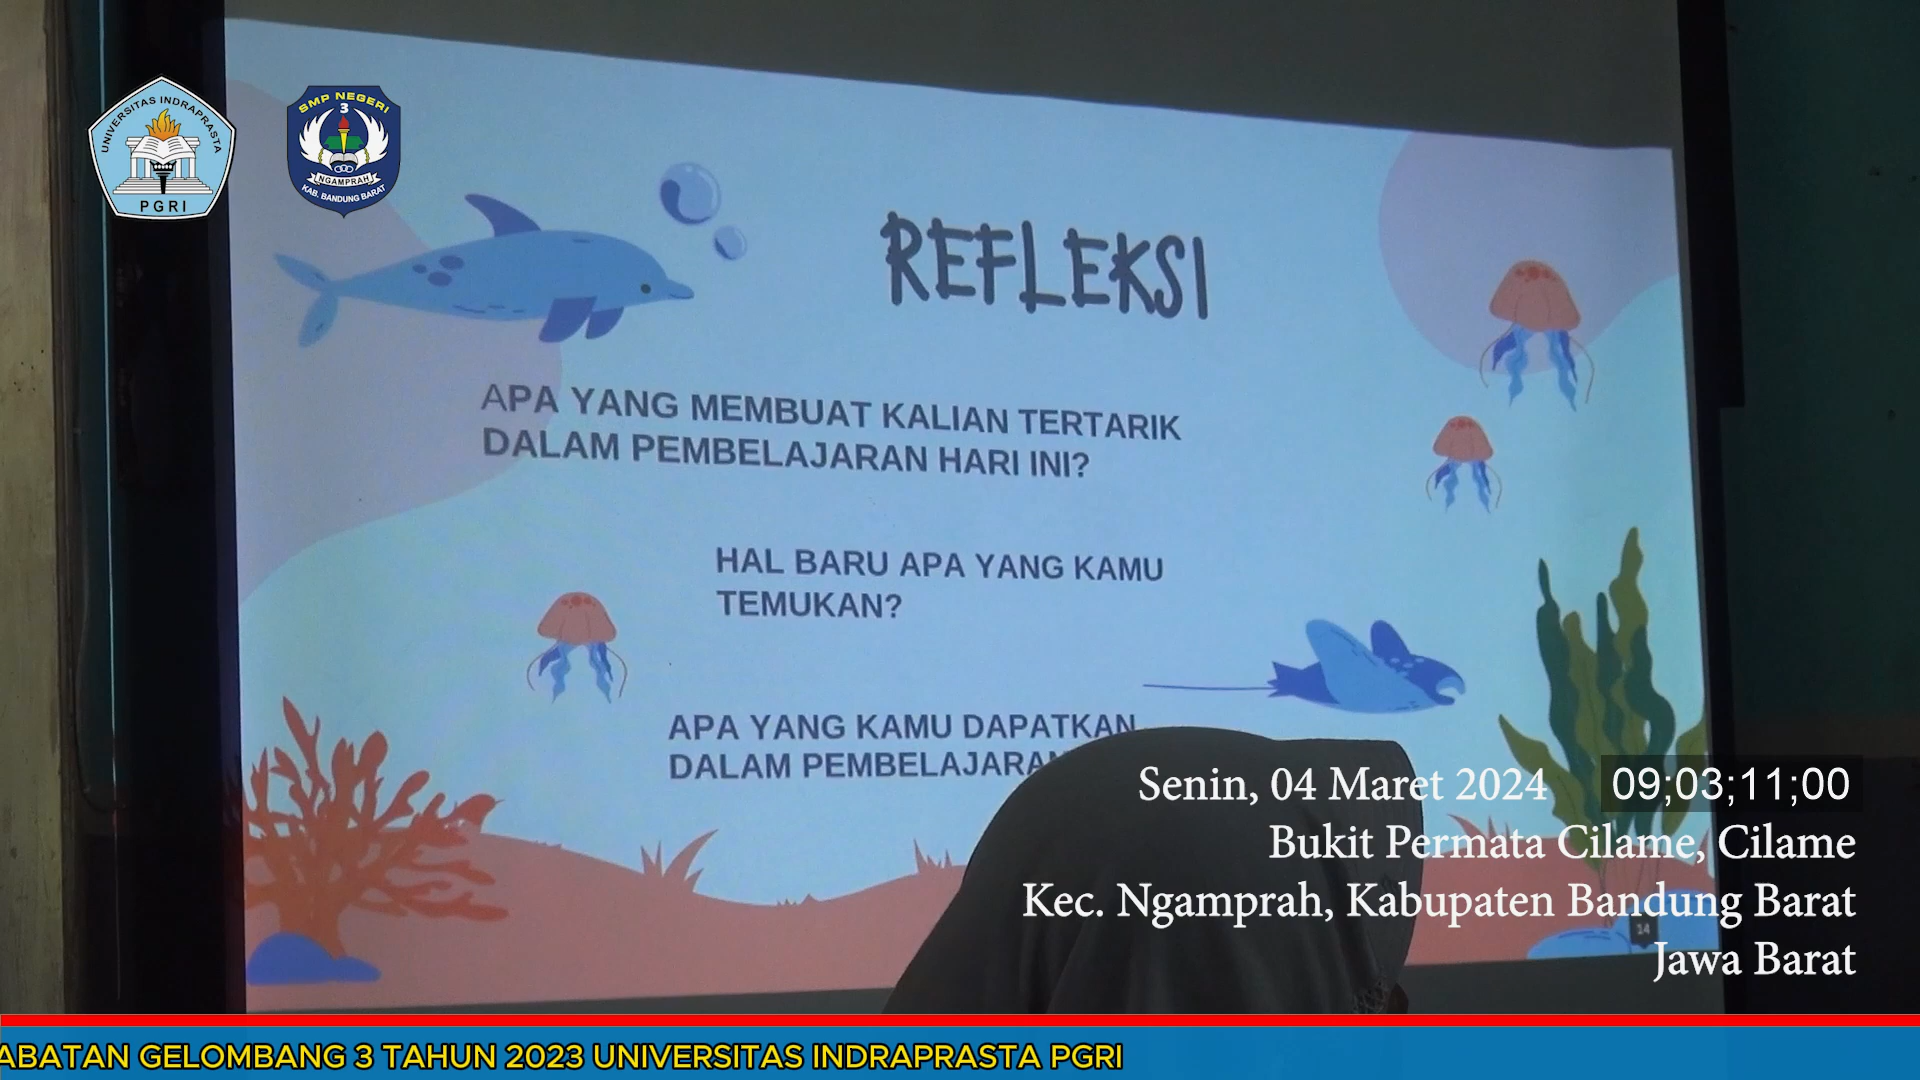 UNIVERSITAS INDRAPRASTA
PGRI
SMP NEGERI
3
NGAMPRAH
KAB. BANDUNG BARAT
REFLEKSI
APA YANG MEMBUAT KALIAN TERTARIK
DALAM PEMBELAJARAN HARI INI?
HAL BARU APA YANG KAMU
TEMUKAN?
APA YANG KAMU DAPATKAN
DALAM PEMBELAJARAN
Senin, 04 Maret 2024 09;03;11;00
Bukit Permata Cilame, Cilame
Kec. Ngamprah, Kabupaten Bandung Barat
14
Jawa Barat
ABATAN GELOMBANG 3 TAHUN 2023 UNIVERSITAS INDRAPRASTA PGRI